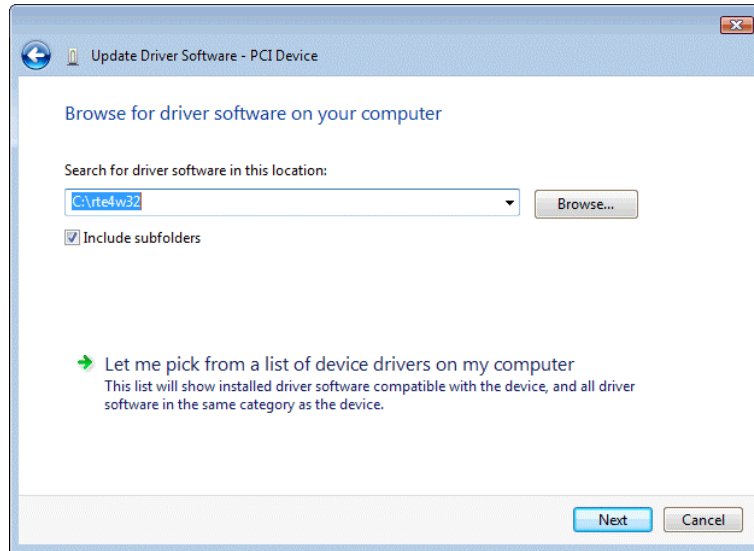 Update Driver Software - PCI Device
Browse for driver software on your computer
Search for driver software in this location:
C:\rte4w32
Browse...
Include subfolders
Let me pick from a list of device drivers on my computer
This list will show installed driver software compatible with the device, and all driver
software in the same category as the device.
Next
Cancel